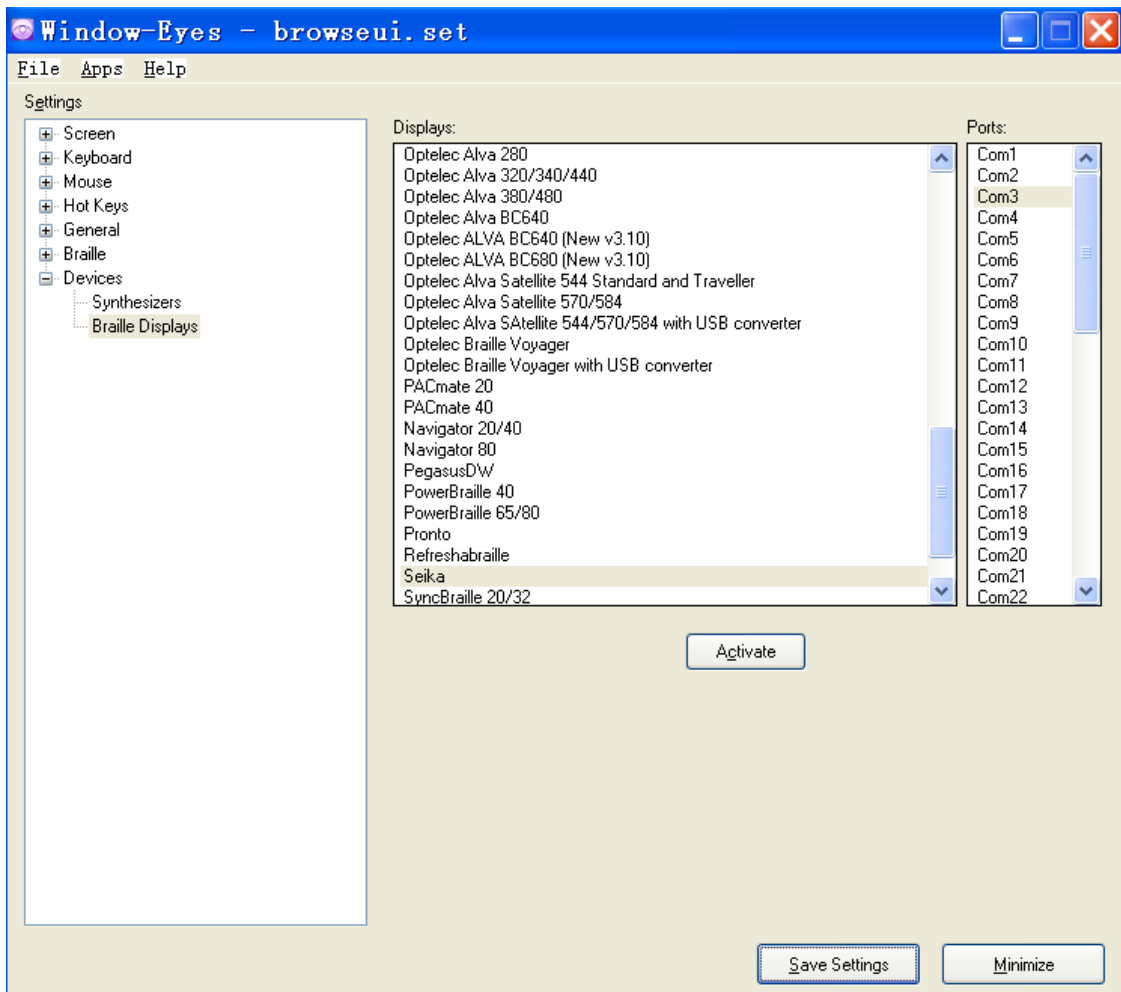 Window-Eyes - browseui.set
File Apps Help
Settings
Screen
Keyboard
Mouse
Hot Keys
General
Braille
Devices
Synthesizers
Braille Displays
Displays:
Optelec Alva 280
Optelec Alva 320/340/440
Optelec Alva 380/480
Optelec Alva BC640
Optelec ALVA BC640 (New v3.10)
Optelec ALVA BC680 (New v3.10)
Optelec Alva Satellite 544 Standard and Traveller
Optelec Alva Satellite 570/584
Optelec Alva SAtellite 544/570/584 with USB converter
Optelec Braille Voyager
Optelec Braille Voyager with USB converter
PACmate 20
PACmate 40
Navigator 20/40
Navigator 80
PegasusDW
PowerBraille 40
PowerBraille 65/80
Pronto
Refreshabraille
Seika
SyncBraille 20/32
Ports:
Com1
Com2
Com3
Com4
Com5
Com6
Com7
Com8
Com9
Com10
Com11
Com12
Com13
Com14
Com15
Com16
Com17
Com18
Com19
Com20
Com21
Com22
Activate
Save Settings
Minimize